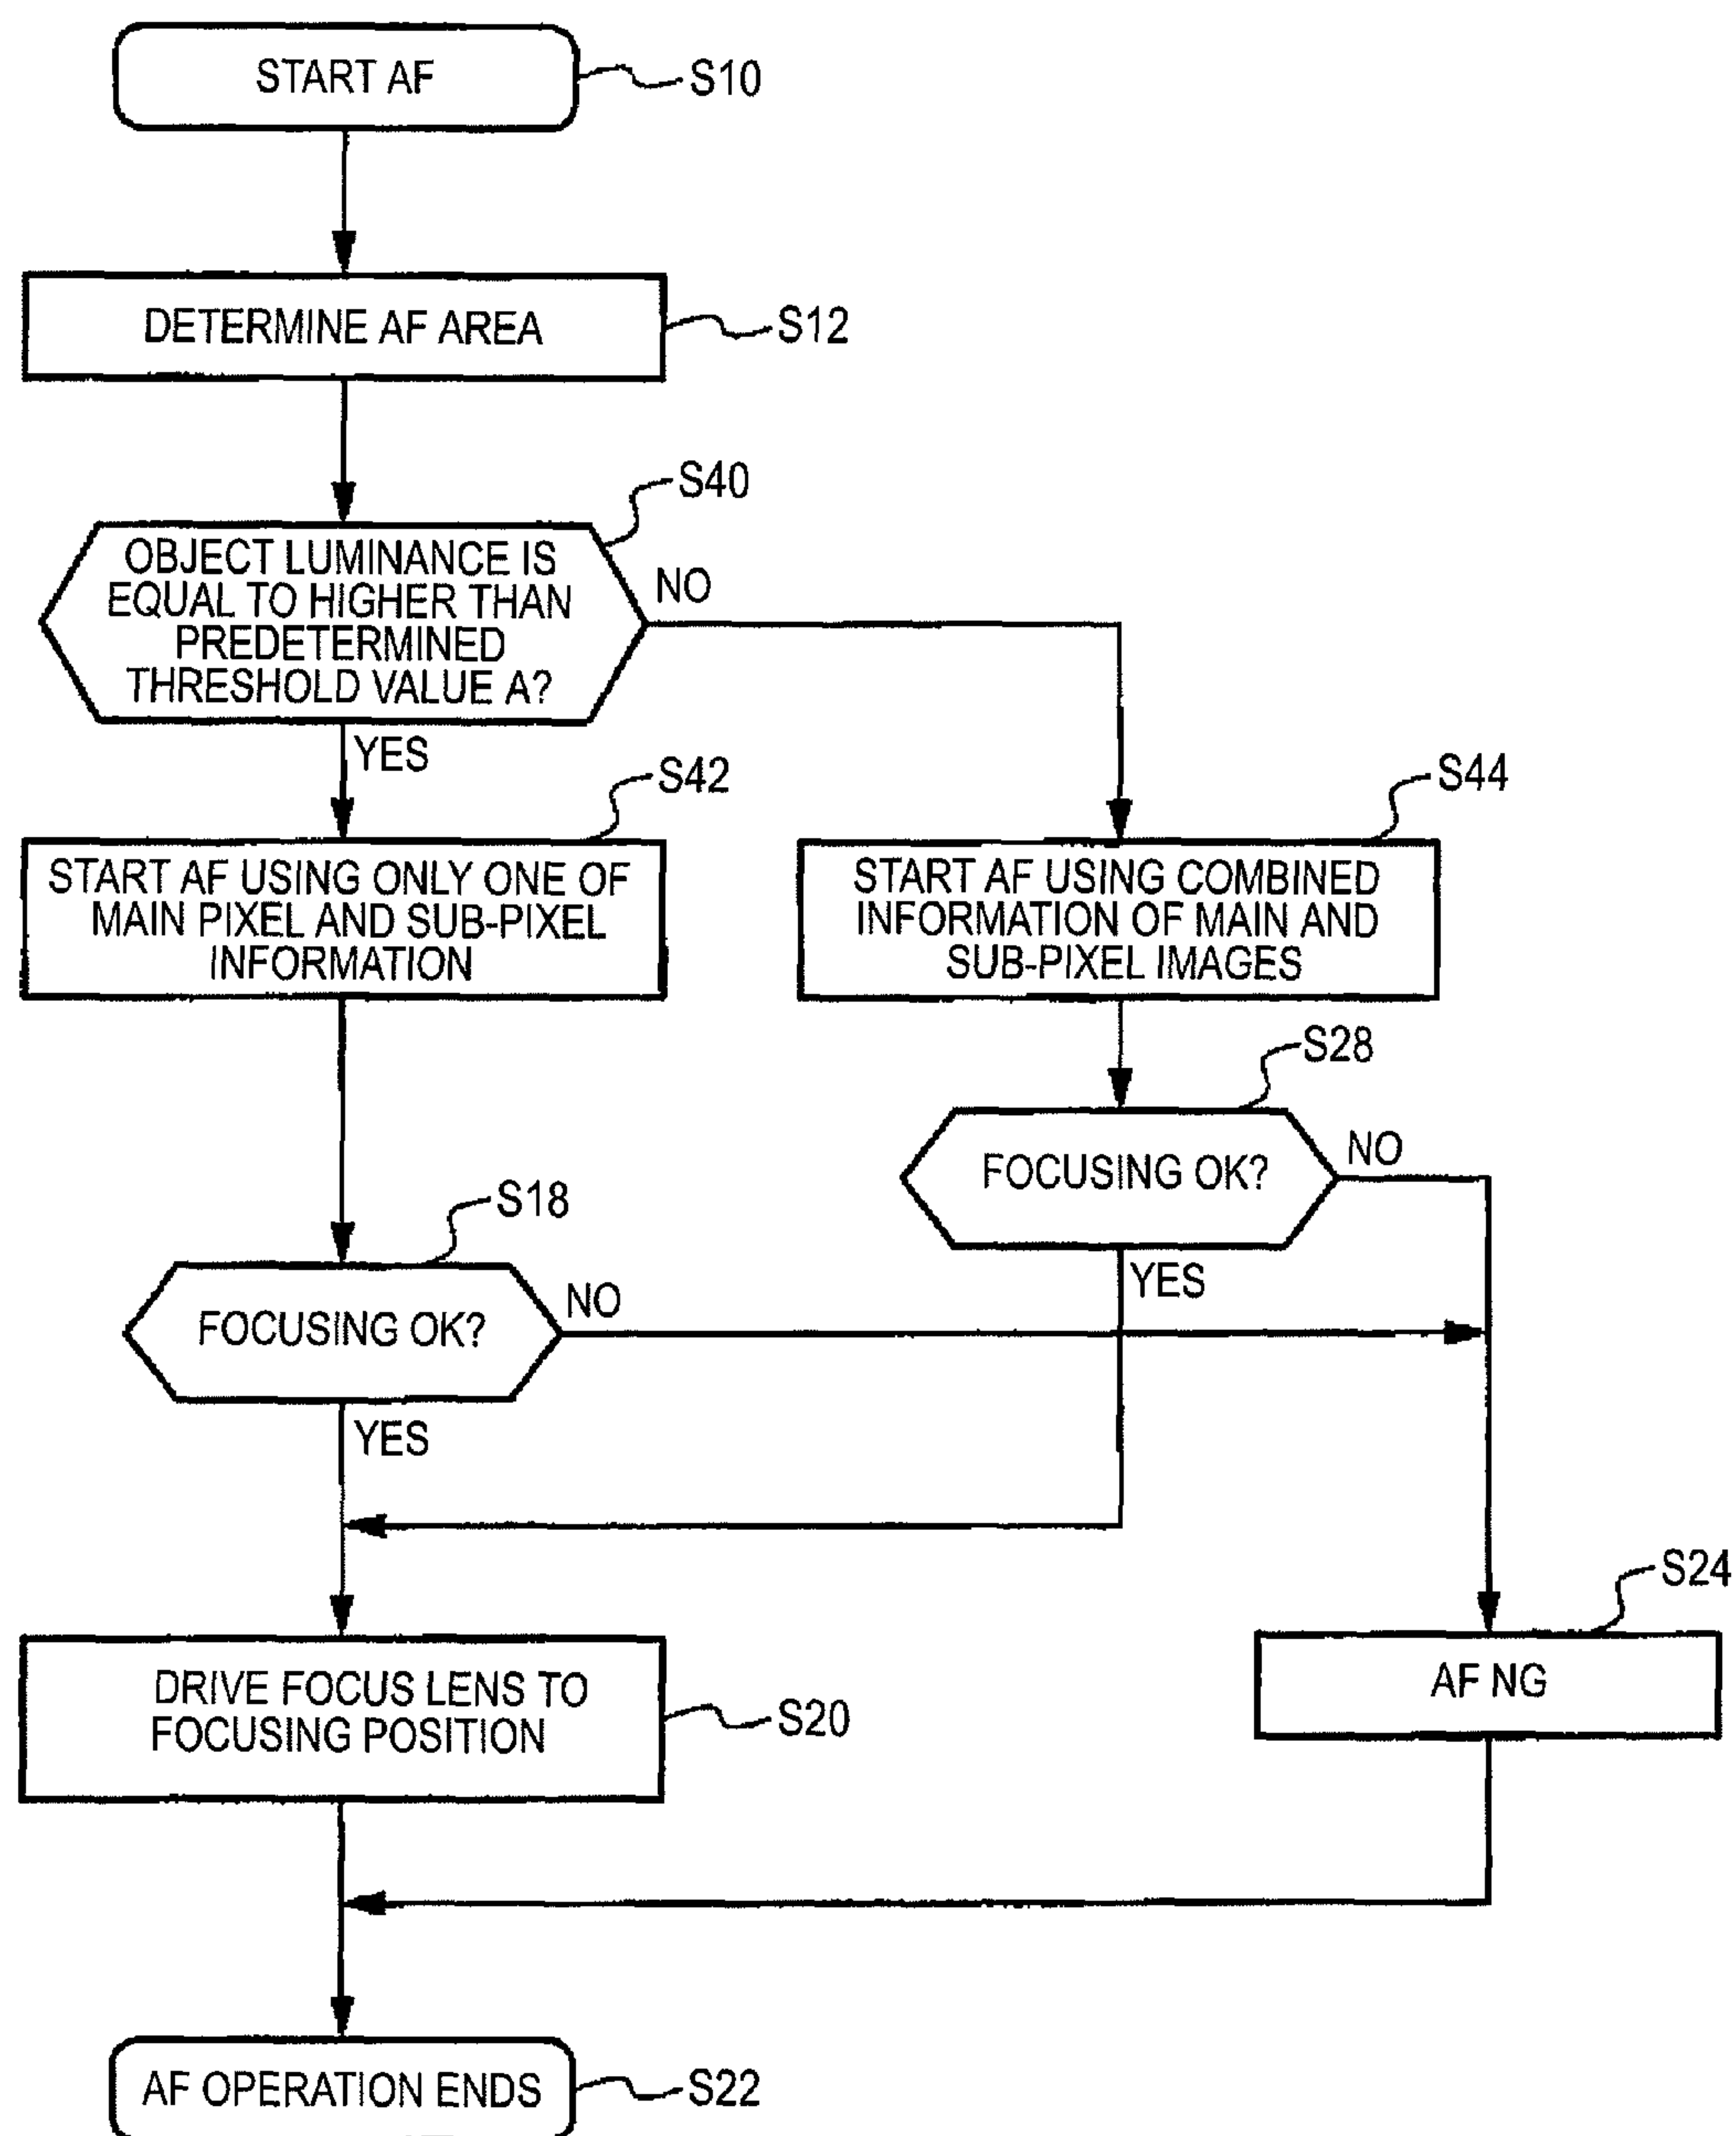 START AF
S10
DETERMINE AF AREA
S12
S40
OBJECT LUMINANCE IS
EQUAL TO HIGHER THAN
PREDETERMINED
THRESHOLD VALUE A?
NO
YES
S42
START AF USING ONLY ONE OF
MAIN PIXEL AND SUB-PIXEL
INFORMATION
S44
START AF USING COMBINED
INFORMATION OF MAIN AND
SUB-PIXEL IMAGES
S28
FOCUSING OK?
NO
YES
S18
FOCUSING OK?
NO
YES
S24
AF NG
DRIVE FOCUS LENS TO
FOCUSING POSITION
S20
AF OPERATION ENDS
S22